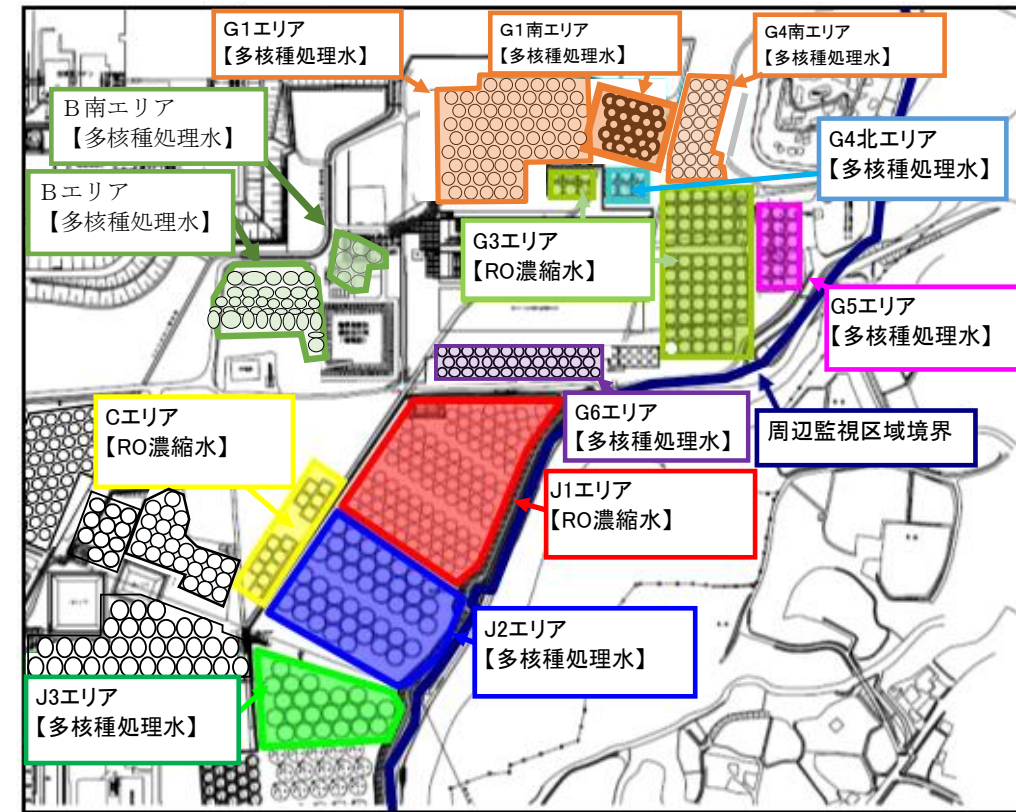 G1エリア
【多核種処理水】
G1南エリア
【多核種処理水】
G4南エリア
【多核種処理水】
B南エリア
【多核種処理水】
G4北エリア
【多核種処理水】
Bエリア
【多核種処理水】
G3エリア
【RO濃縮水】
G5エリア
【多核種処理水】
Cエリア
【RO濃縮水】
G6エリア
【多核種処理水】
周辺監視区域境界
J1エリア
【RO濃縮水】
J2エリア
【多核種処理水】
J3エリア
【多核種処理水】